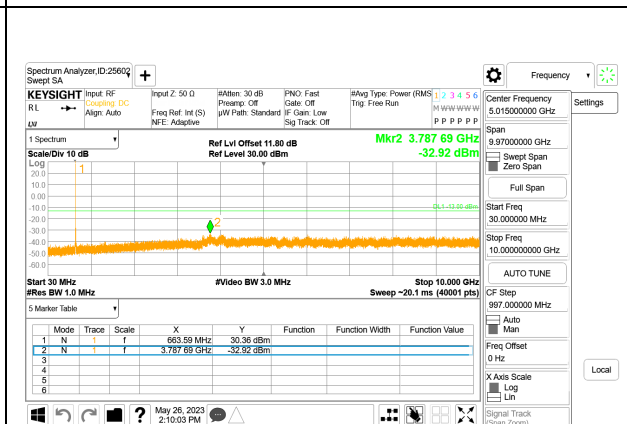 Spectrum Analyzer,ID:25602
Swept SA
Frequency
KEYSIGHT
RL
Input: RF
Coupling: DC
Align: Auto
Input Z: 50 Ω
Freq Ref: Int (S)
NFE: Adaptive
#Atten: 30 dB
Preamp: Off
µW Path: Standard
PNO: Fast
Gate: Off
IF Gain: Low
Sig Track: Off
#Avg Type: Power (RMS
Trig: Free Run
1 2 3 4 5 6
M W W W W W
P P P P P P
Center Frequency
5.015000000 GHz
Settings
1 Spectrum
Scale/Div 10 dB
Ref Lvl Offset 11.80 dB
Ref Level 30.00 dBm
Mkr2 3.787 69 GHz
-32.92 dBm
Span
9.97000000 GHz
Swept Span
Zero Span
Log
1
20.0
10.0
0.00
-10.0
-20.0
-30.0
-40.0
-50.0
-60.0
2
Full Span
Start Freq
30.000000 MHz
Stop Freq
10.000000000 GHz
AUTO TUNE
Start 30 MHz
#Video BW 3.0 MHz
Stop 10.000 GHz
#Res BW 1.0 MHz
Sweep ~20.1 ms (40001 pts)
CF Step
997.000000 MHz
Auto
Man
5 Marker Table
Mode Trace Scale X Y Function Function Width Function Value
1 N 1 f 663.59 MHz 30.36 dBm
2 N 1 f 3.787 69 GHz -32.92 dBm
3
4
5
6
Freq Offset
0 Hz
X Axis Scale
Log
Lin
Local
?
May 26, 2023
2:10:03 PM
Signal Track
(Span Zoom)